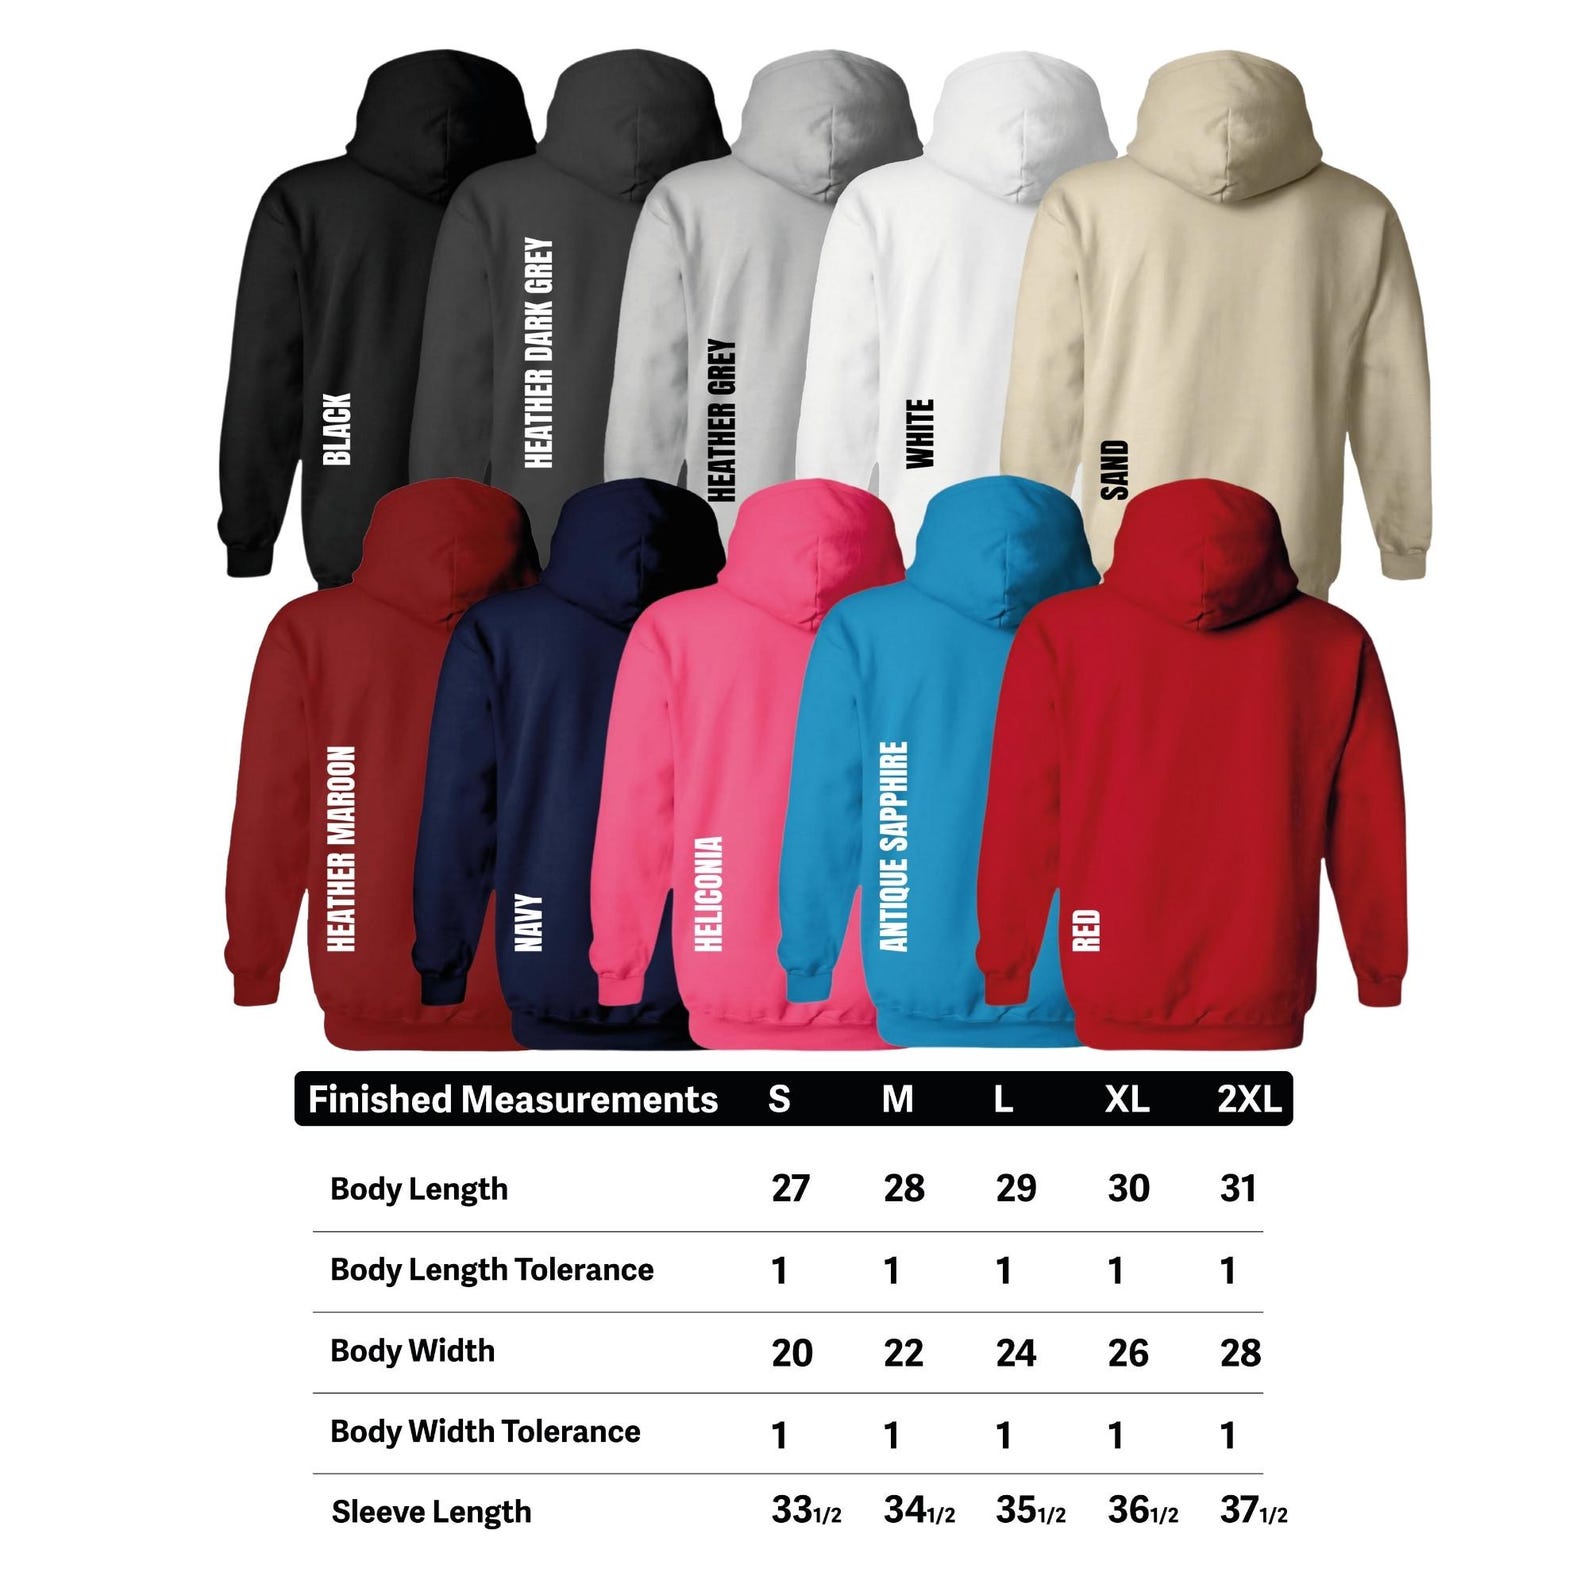 BLACK
HEATHER DARK GREY
HEATHER GREY
WHITE
SAND
HEATHER MAROON
NAVY
HELICONIA
ANTIQUE SAPPHIRE
RED
Finished Measurements S M L XL 2XL
Body Length 27 28 29 30 31
Body Length Tolerance 1 1 1 1 1
Body Width 20 22 24 26 28
Body Width Tolerance 1 1 1 1 1
Sleeve Length 33 1/2 34 1/2 35 1/2 36 1/2 37 1/2